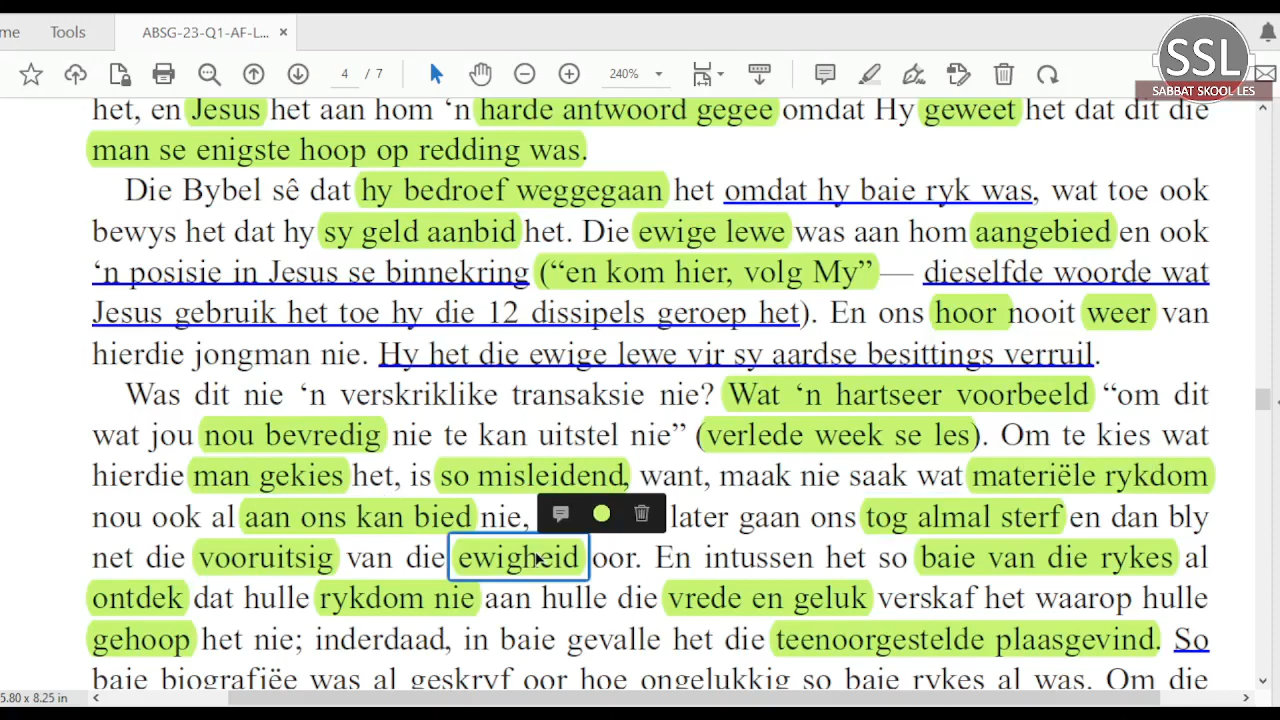 me
Tools
ABSG-23-Q1-AF-L...
×
SSL
SABBAT SKOOL LES
4 / 7
240%
het, en Jesus het aan hom ‘n harde antwoord gegee omdat Hy geweet het dat dit die
man se enigste hoop op redding was.
Die Bybel sê dat hy bedroef weggegaan het omdat hy baie ryk was, wat toe ook
bewys het dat hy sy geld aanbid het. Die ewige lewe was aan hom aangebied en ook
‘n posisie in Jesus se binnekring (“en kom hier, volg My” — dieselfde woorde wat
Jesus gebruik het toe hy die 12 dissipels geroep het). En ons hoor nooit weer van
hierdie jongman nie. Hy het die ewige lewe vir sy aardse besittings verruil.
Was dit nie ‘n verskriklike transaksie nie? Wat ‘n hartseer voorbeeld “om dit
wat jou nou bevredig nie te kan uitstel nie” (verlede week se les). Om te kies wat
hierdie man gekies het, is so misleidend, want, maak nie saak wat materiële rykdom
nou ook al aan ons kan bied nie, later gaan ons tog almal sterf en dan bly
net die vooruitsig van die ewigheid oor. En intussen het so baie van die rykes al
ontdek dat hulle rykdom nie aan hulle die vrede en geluk verskaf het waarop hulle
gehoop het nie; inderdaad, in baie gevalle het die teenoorgestelde plaasgevind. So
baie biografieë was al geskryf oor hoe ongelukkig so baie rykes al was. Om die
5.80 x 8.25 in